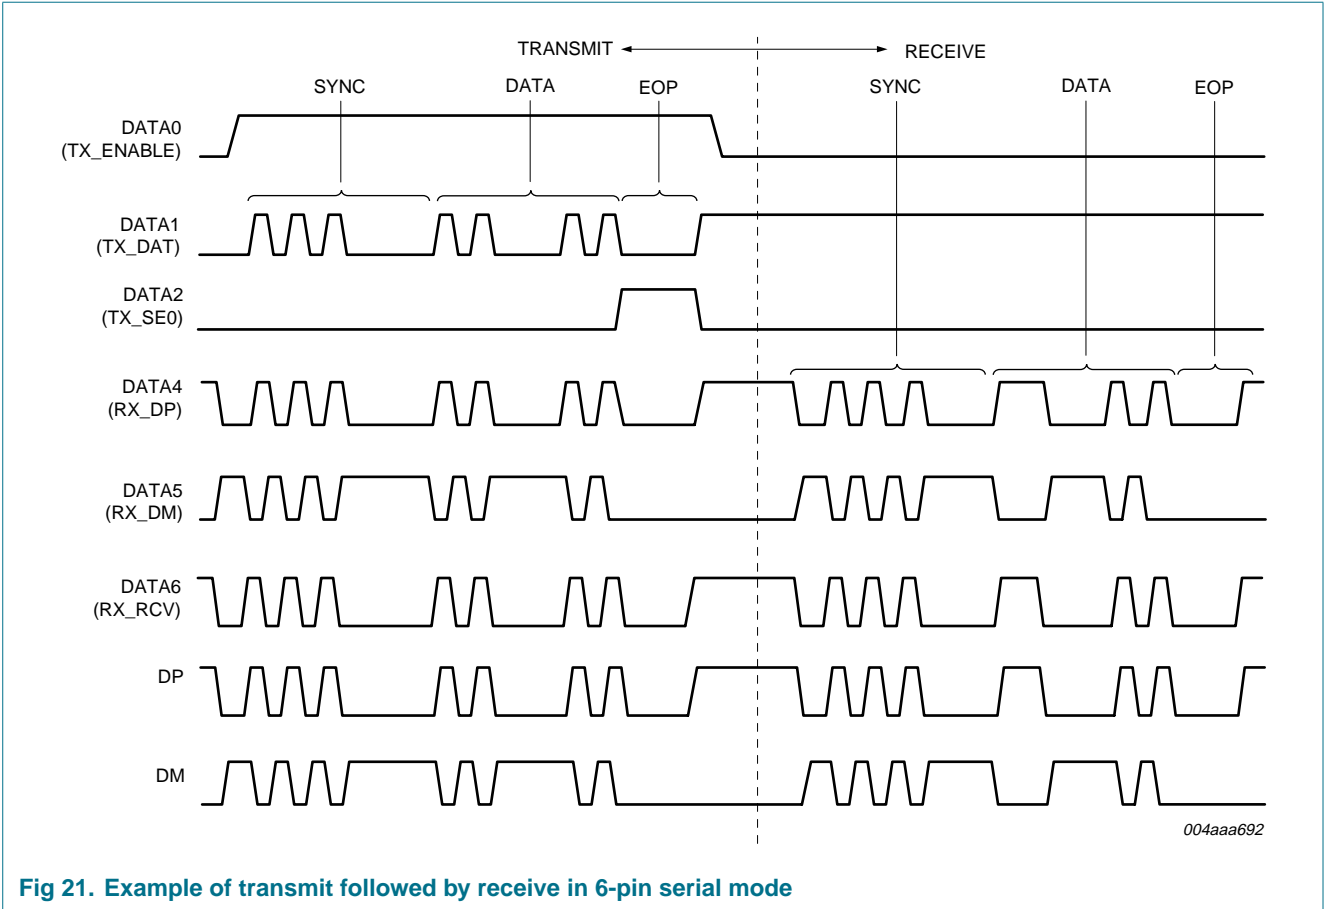 TRANSMIT RECEIVE
SYNC DATA EOP SYNC DATA EOP
DATA0
(TX_ENABLE)
DATA1
(TX_DAT)
DATA2
(TX_SE0)
DATA4
(RX_DP)
DATA5
(RX_DM)
DATA6
(RX_RCV)
DP
DM
004aaa692
Fig 21. Example of transmit followed by receive in 6-pin serial mode